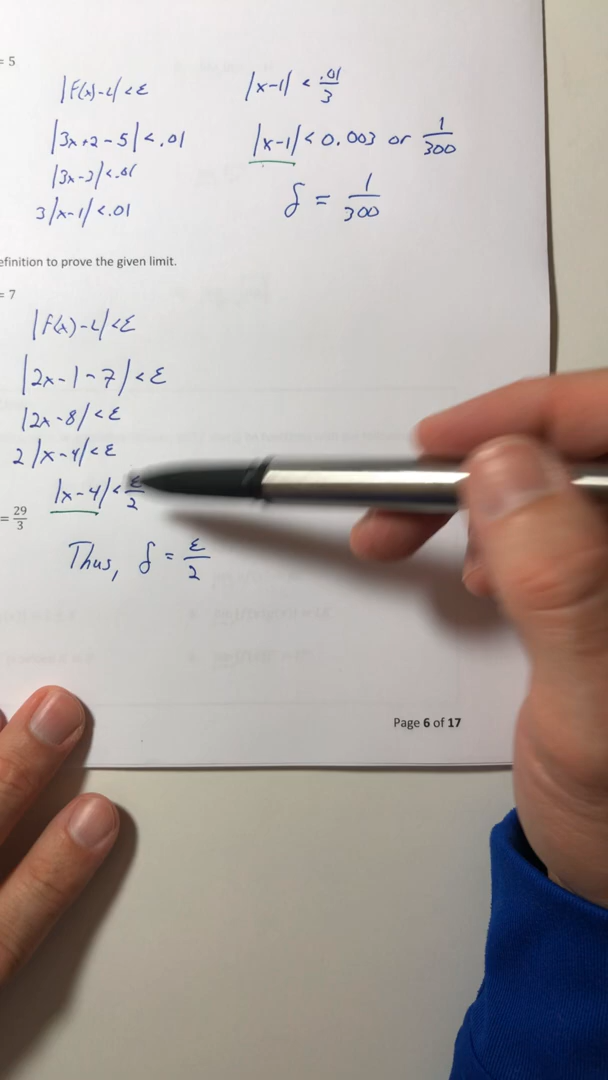 = 5
|F(x)-L|<ε
|3x+2-5|<.01
|3x-3|<.01
3|x-1|<.01
|x-1|<.01/3
|x-1|<0.003 or 1/300
δ = 1/300
efinition to prove the given limit.
= 7
|F(x)-L|<ε
|2x-1-7|<ε
|2x-8|<ε
2|x-4|<ε
|x-4|<ε/2
= 29/3
Thus, δ = ε/2
Page 6 of 17